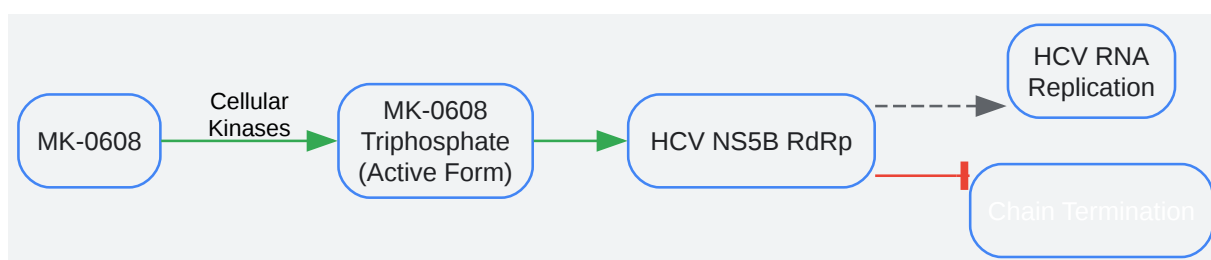 MK-0608
Cellular
Kinases
MK-0608
Triphosphate
(Active Form)
HCV NS5B RdRp
HCV RNA
Replication
Chain Termination